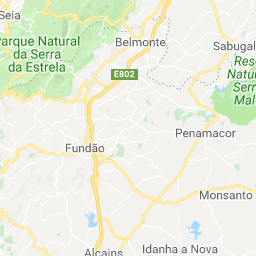 Seia
Parque Natural
da Serra
da Estrela
Belmonte
Sabugal
E802
Res
Natu
Serr
Mal
Penamacor
Fundão
Monsanto
Idanha a Nova
Alcains